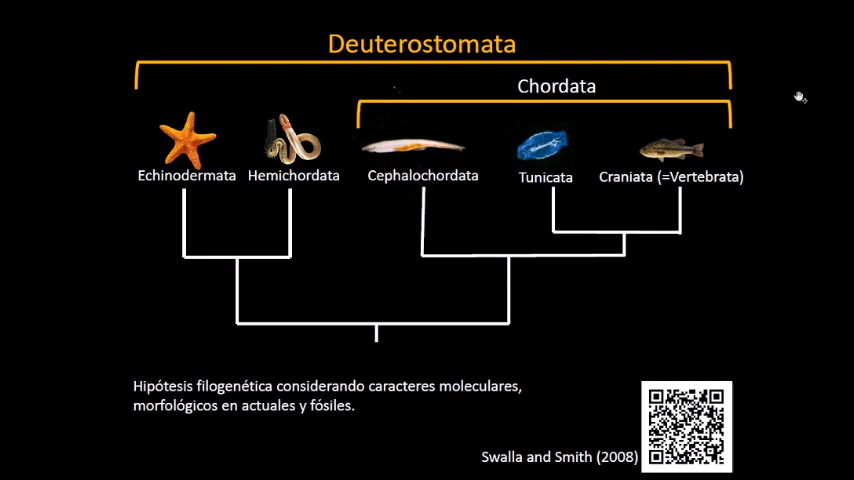 Deuterostomata
Chordata
Echinodermata
Hemichordata
Cephalochordata
Tunicata
Craniata (=Vertebrata)
Hipótesis filogenética considerando caracteres moleculares,
morfológicos en actuales y fósiles.
Swalla and Smith (2008)